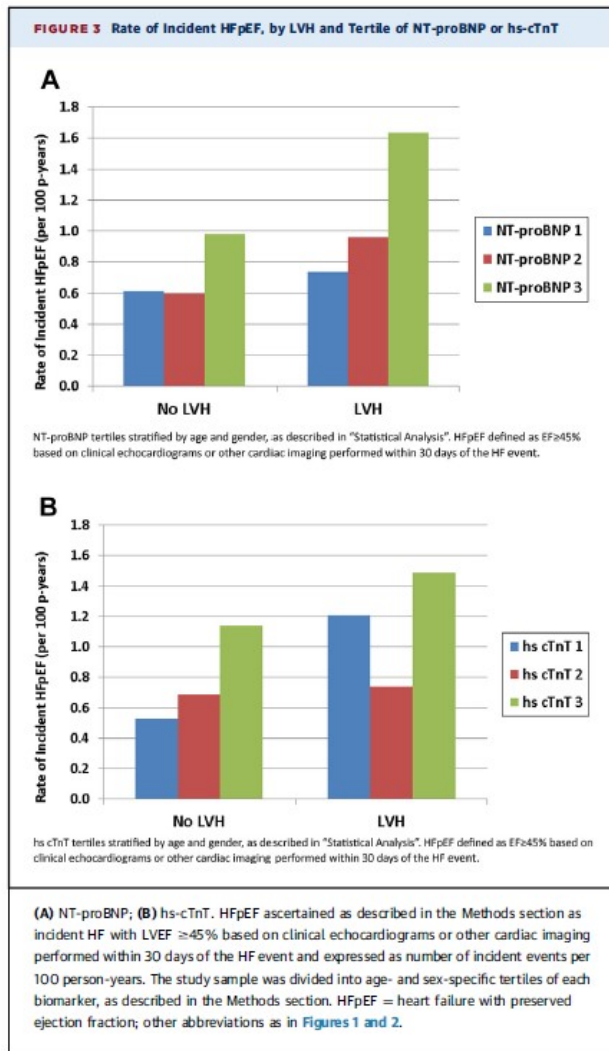 FIGURE 3 Rate of Incident HFpEF, by LVH and Tertile of NT-proBNP or hs-cTnT
A
Rate of Incident HFpEF (per 100 p-years)
1.8
1.6
1.4
1.2
1.0
0.8
0.6
0.4
0.2
0.0
No LVH
LVH
NT-proBNP 1
NT-proBNP 2
NT-proBNP 3
NT-proBNP tertiles stratified by age and gender, as described in "Statistical Analysis". HFpEF defined as EF≥45%
based on clinical echocardiograms or other cardiac imaging performed within 30 days of the HF event.
B
Rate of Incident HFpEF (per 100 p-years)
1.8
1.6
1.4
1.2
1.0
0.8
0.6
0.4
0.2
0.0
No LVH
LVH
hs cTnT 1
hs cTnT 2
hs cTnT 3
hs cTnT tertiles stratified by age and gender, as described in "Statistical Analysis". HFpEF defined as EF≥45% based on
clinical echocardiograms or other cardiac imaging performed within 30 days of the HF event.
(A) NT-proBNP; (B) hs-cTnT. HFpEF ascertained as described in the Methods section as
incident HF with LVEF ≥45% based on clinical echocardiograms or other cardiac imaging
performed within 30 days of the HF event and expressed as number of incident events per
100 person-years. The study sample was divided into age- and sex-specific tertiles of each
biomarker, as described in the Methods section. HFpEF = heart failure with preserved
ejection fraction; other abbreviations as in Figures 1 and 2.